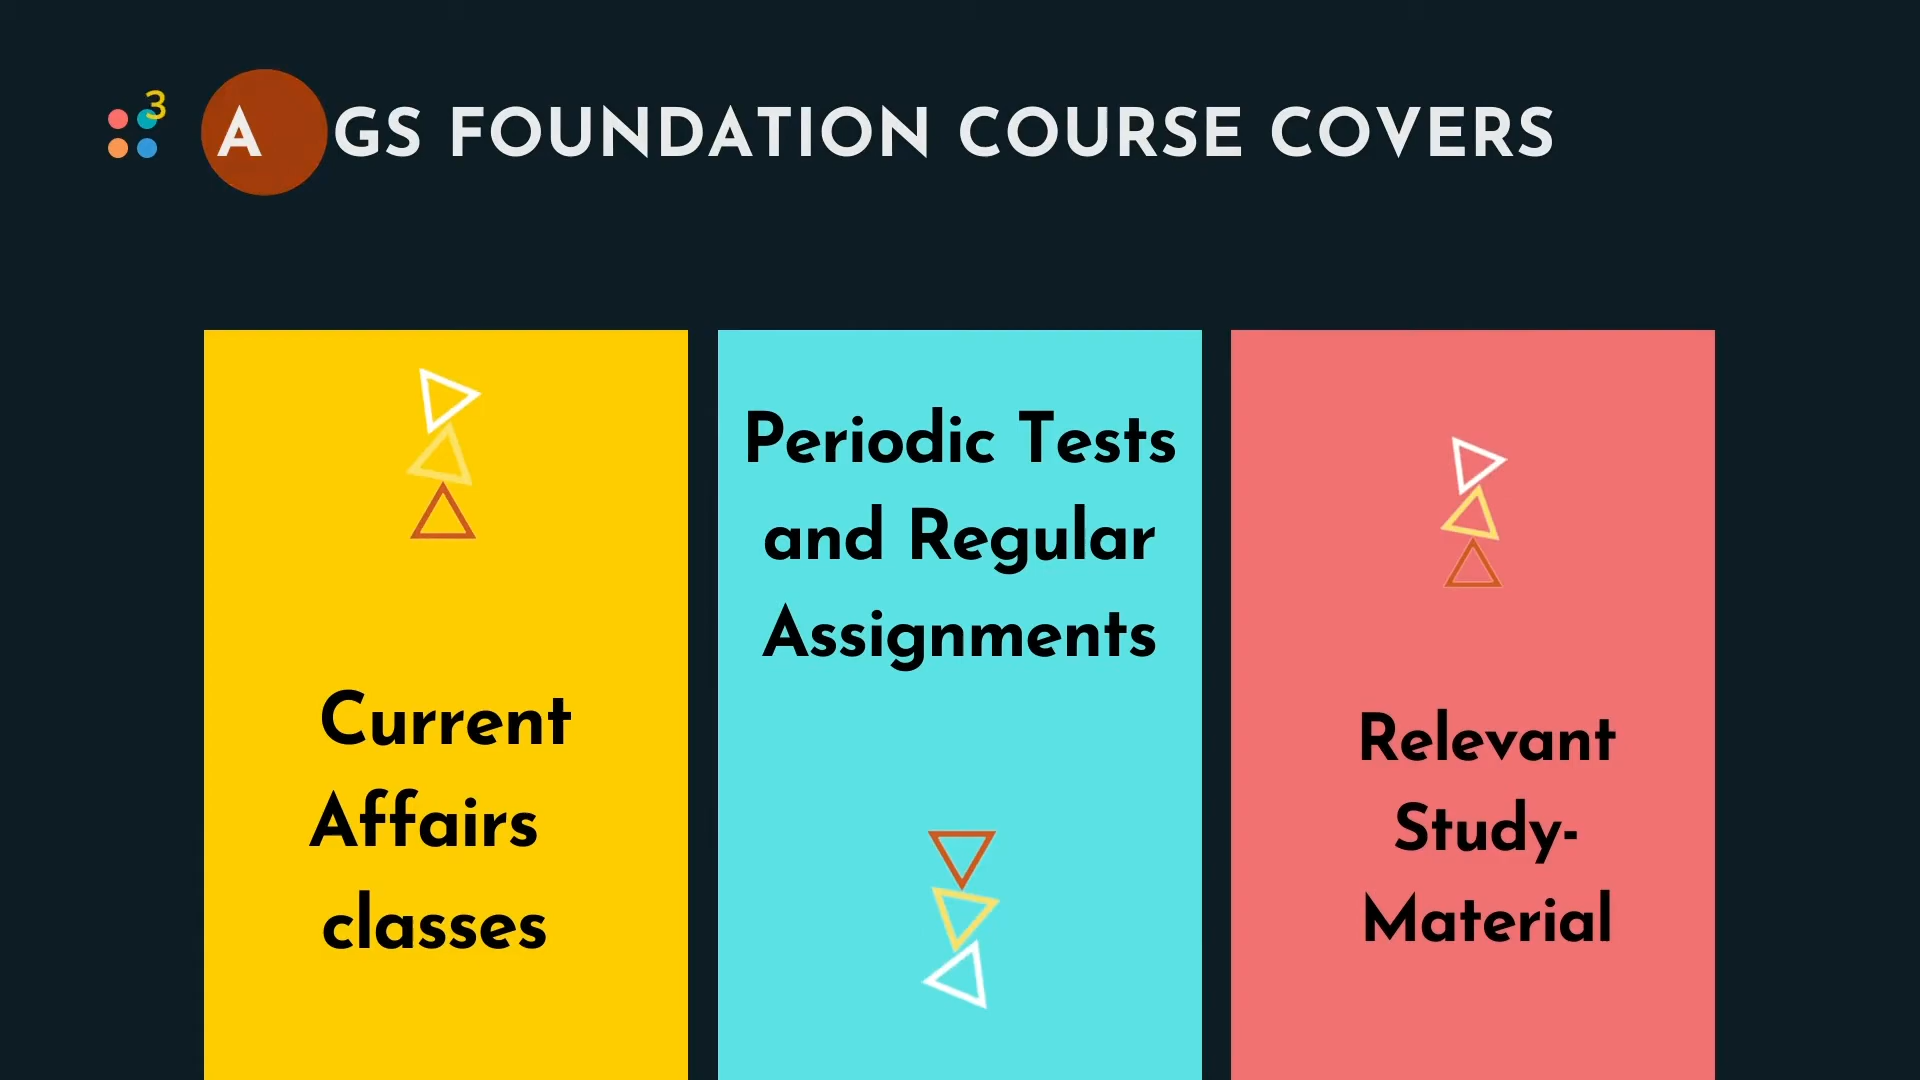 3
A GS FOUNDATION COURSE COVERS
Current
Affairs
classes
Periodic Tests
and Regular
Assignments
Relevant
Study-
Material